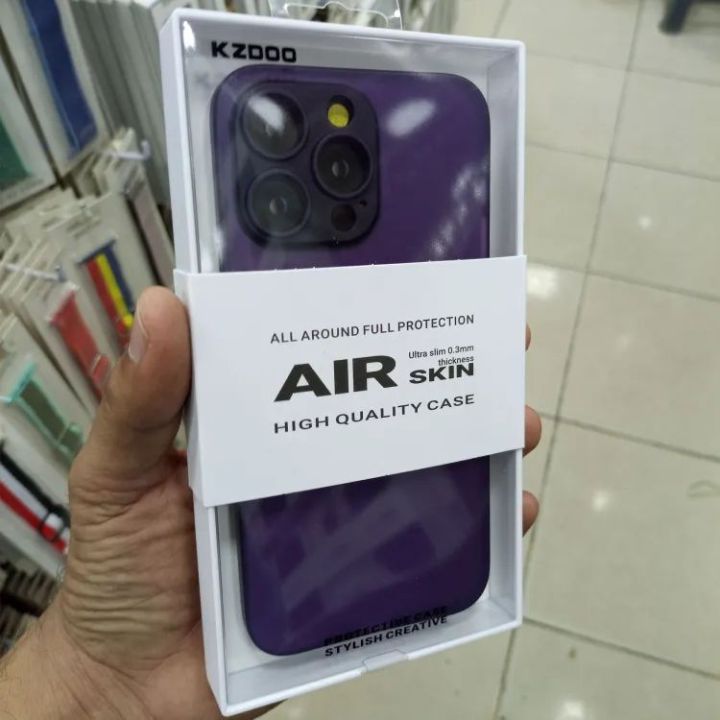 KZDOO
ALL AROUND FULL PROTECTION
AIR SKIN
Ultra slim 0.3mm
thickness
HIGH QUALITY CASE
PROTECTIVE CASE
STYLISH CREATIVE